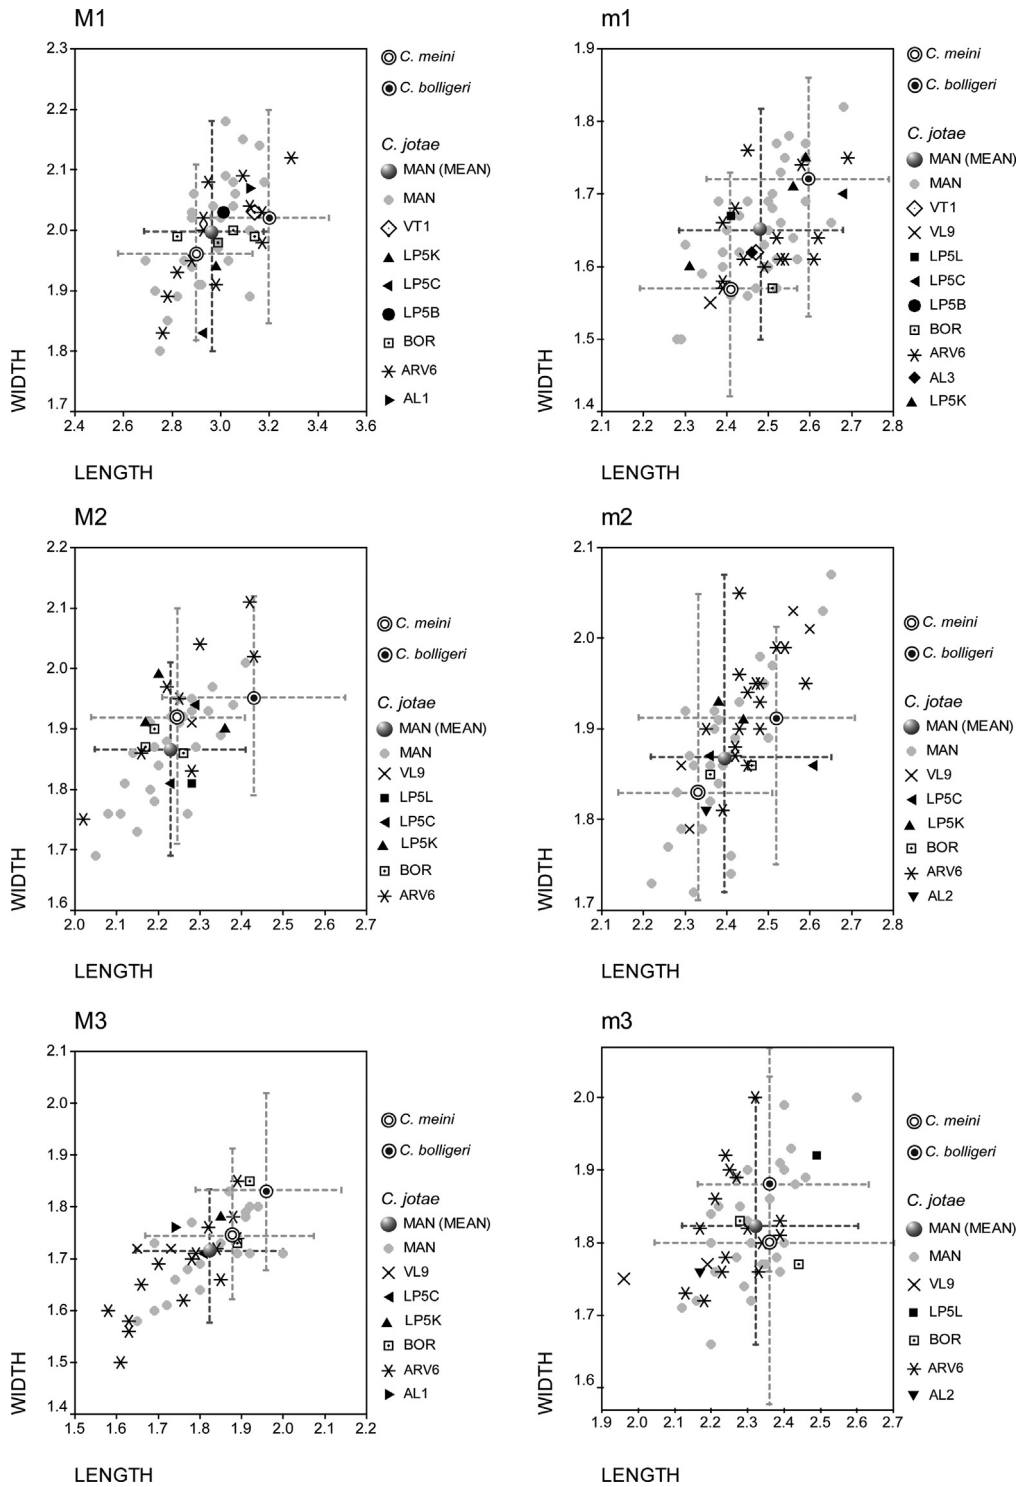 M1
2.3
2.2
2.1
2.0
1.9
1.8
1.7
2.4 2.6 2.8 3.0 3.2 3.4 3.6
WIDTH
LENGTH
C. meini
C. bolligeri
C. jotae
MAN (MEAN)
MAN
VT1
LP5K
LP5C
LP5B
BOR
ARV6
AL1
m1
1.9
1.8
1.7
1.6
1.5
1.4
2.1 2.2 2.3 2.4 2.5 2.6 2.7 2.8
WIDTH
LENGTH
C. meini
C. bolligeri
C. jotae
MAN (MEAN)
MAN
VT1
VL9
LP5L
LP5C
LP5B
BOR
ARV6
AL3
LP5K
M2
2.2
2.1
2.0
1.9
1.8
1.7
1.6
2.0 2.1 2.2 2.3 2.4 2.5 2.6 2.7
WIDTH
LENGTH
C. meini
C. bolligeri
C. jotae
MAN (MEAN)
MAN
VL9
LP5L
LP5C
LP5K
BOR
ARV6
m2
2.1
2.0
1.9
1.8
1.7
2.1 2.2 2.3 2.4 2.5 2.6 2.7 2.8
WIDTH
LENGTH
C. meini
C. bolligeri
C. jotae
MAN (MEAN)
MAN
VL9
LP5C
LP5K
BOR
ARV6
AL2
M3
2.1
2.0
1.9
1.8
1.7
1.6
1.5
1.4
1.5 1.6 1.7 1.8 1.9 2.0 2.1 2.2
WIDTH
LENGTH
C. meini
C. bolligeri
C. jotae
MAN (MEAN)
MAN
VL9
LP5C
LP5K
BOR
ARV6
AL1
m3
2.0
1.9
1.8
1.7
1.6
1.9 2.0 2.1 2.2 2.3 2.4 2.5 2.6 2.7
WIDTH
LENGTH
C. meini
C. bolligeri
C. jotae
MAN (MEAN)
MAN
VL9
LP5L
BOR
ARV6
AL2